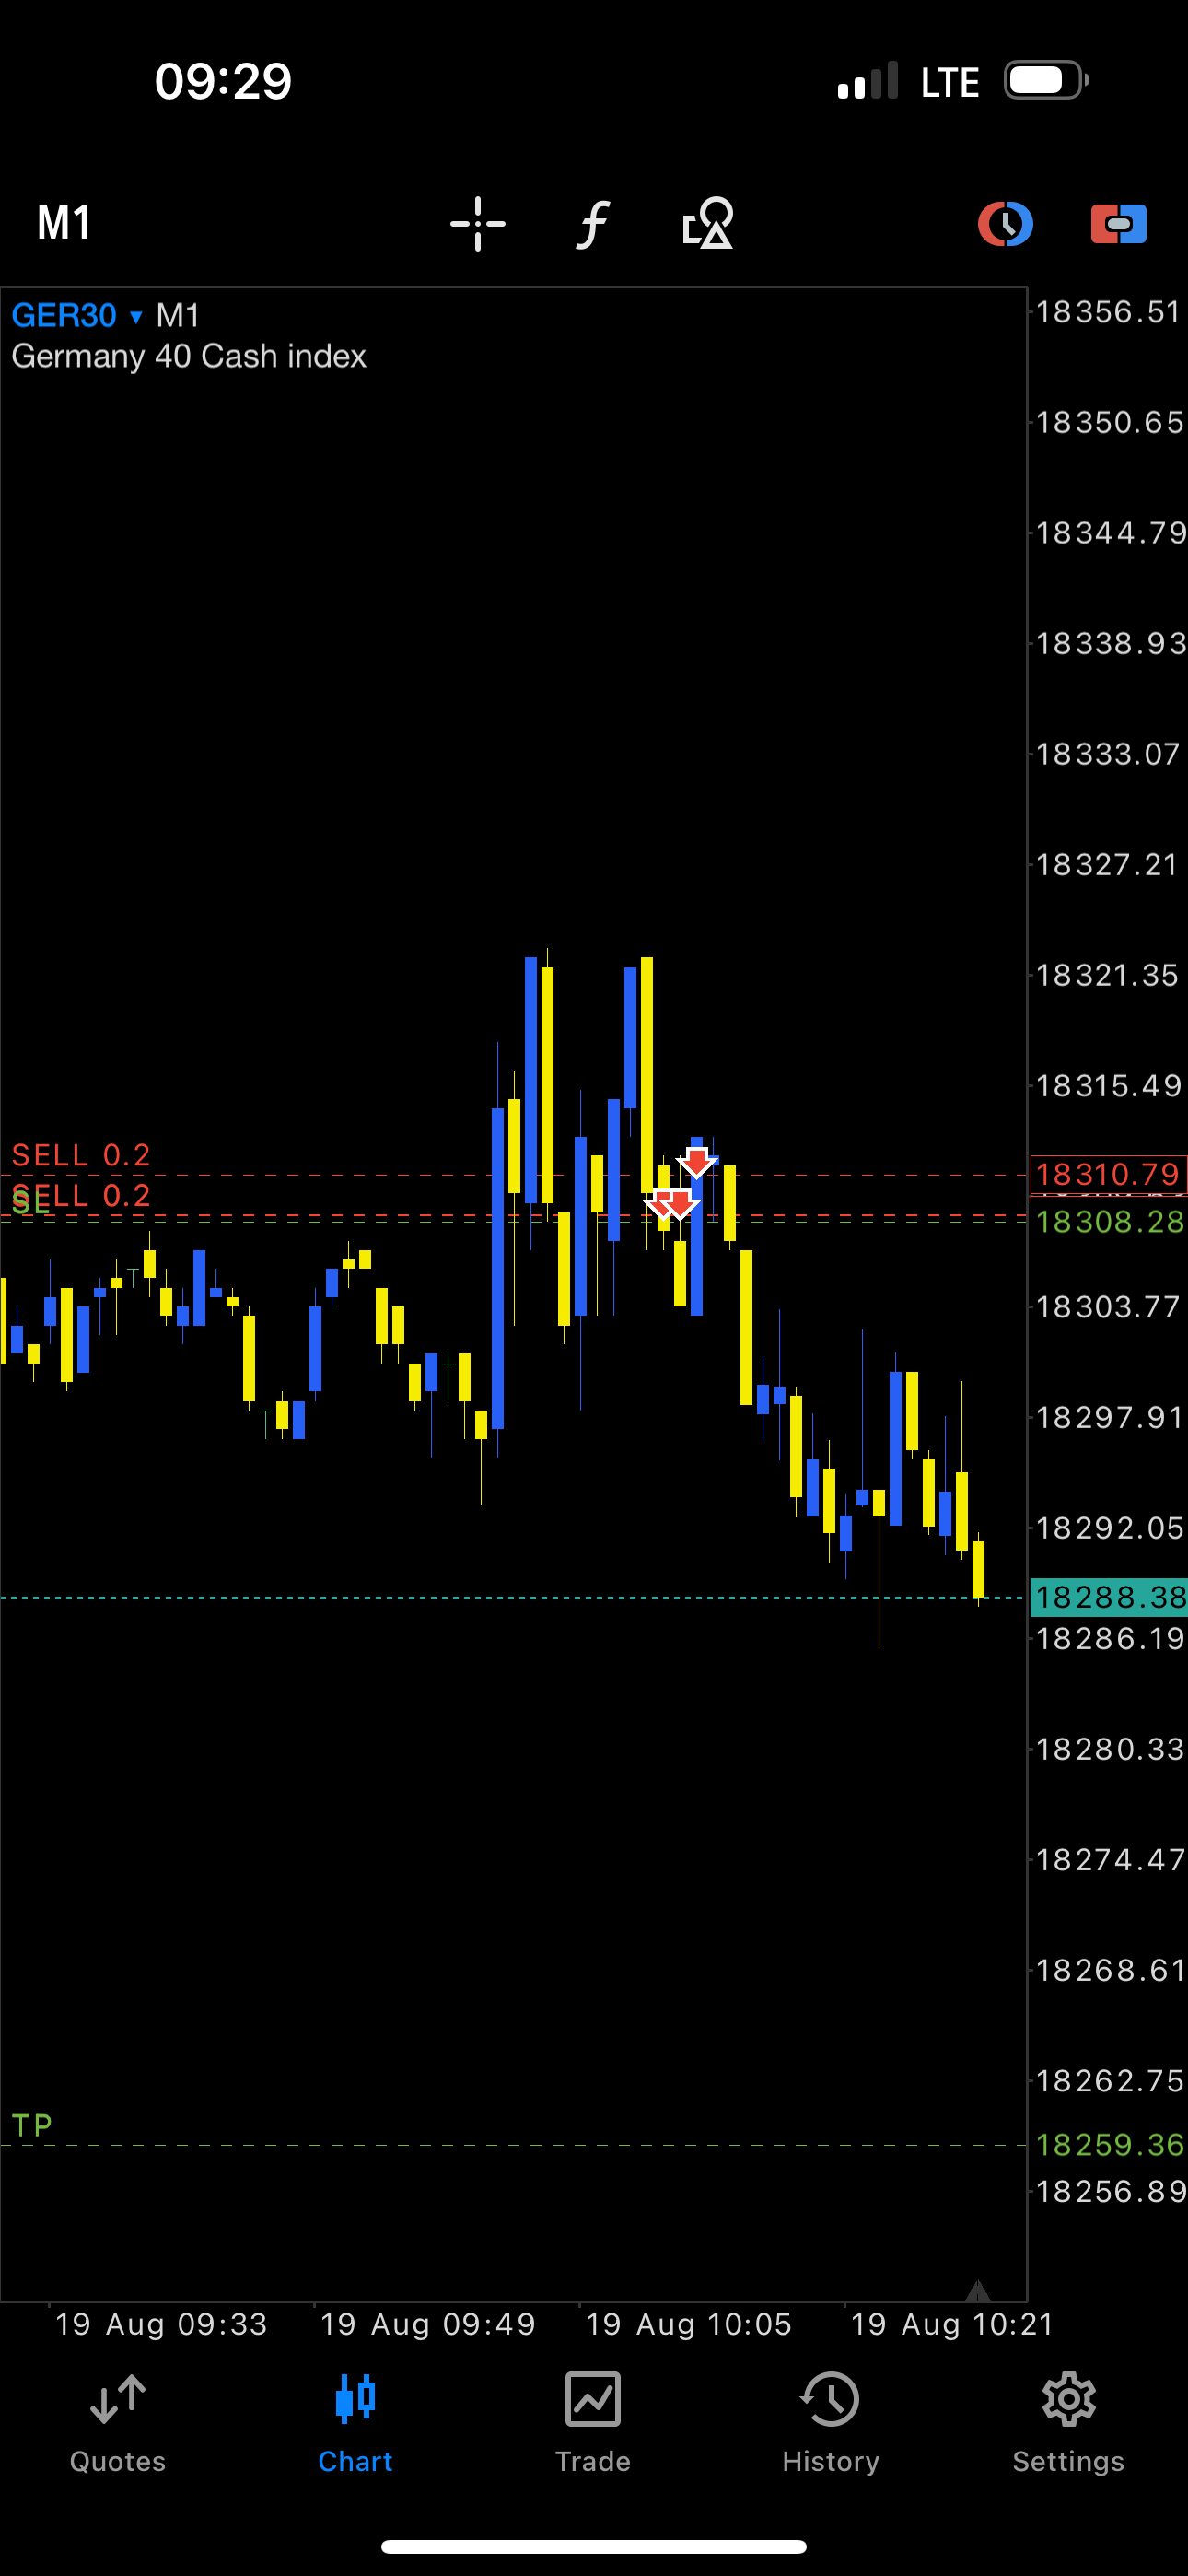 09:29
LTE
M1
GER30 ▾ M1
Germany 40 Cash index
18356.51
18350.65
18344.79
18338.93
18333.07
18327.21
18321.35
18315.49
SELL 0.2
18310.79
SELL 0.2
SL
18308.28
18303.77
18297.91
18292.05
18288.38
18286.19
18280.33
18274.47
18268.61
18262.75
TP
18259.36
18256.89
19 Aug 09:33
19 Aug 09:49
19 Aug 10:05
19 Aug 10:21
Quotes
Chart
Trade
History
Settings